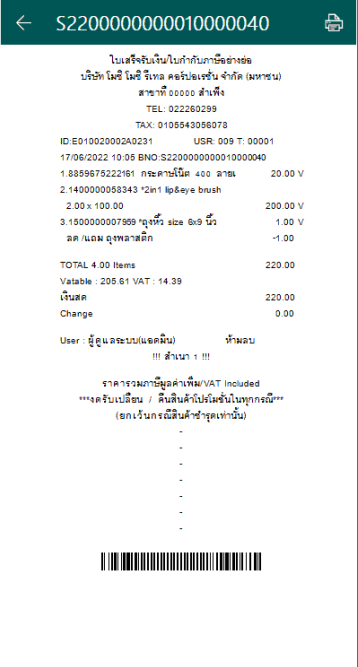 S2200000000010000040
ใบเสร็จรับเงิน/ใบกำกับภาษีอย่างย่อ
บริษัท โมชิ โมชิ รีเทล คอร์ปอเรชั่น จำกัด (มหาชน)
สาขาที่ 00000 สำเพ็ง
TEL: 022260299
TAX: 0105543056078
ID:E010020002A0231 USR: 009 T: 00001
17/06/2022 10:05 BNO:S2200000000010000040
1.8859675222161 กระดาษโน๊ต 400 ลายเ 20.00 V
2.1400000058343 *2in1 lip&eye brush
2.00 x 100.00 200.00 V
3.1500000007959 *ถุงหิ้ว size 6x9 นิ้ว 1.00 V
ลด /แถม ถุงพลาสติก -1.00
TOTAL 4.00 Items 220.00
Vatable : 205.61 VAT : 14.39
เงินสด 220.00
Change 0.00
User : ผู้ดูแลระบบ(แอดมิน) ห้ามลบ
!!! สำเนา 1 !!!
ราคารวมภาษีมูลค่าเพิ่ม/VAT Included
***งดรับเปลี่ยน / คืนสินค้าโปรโมชั่นในทุกกรณี***
(ยกเว้นกรณีสินค้าชำรุดเท่านั้น)
-
-
-
-
-
-
-